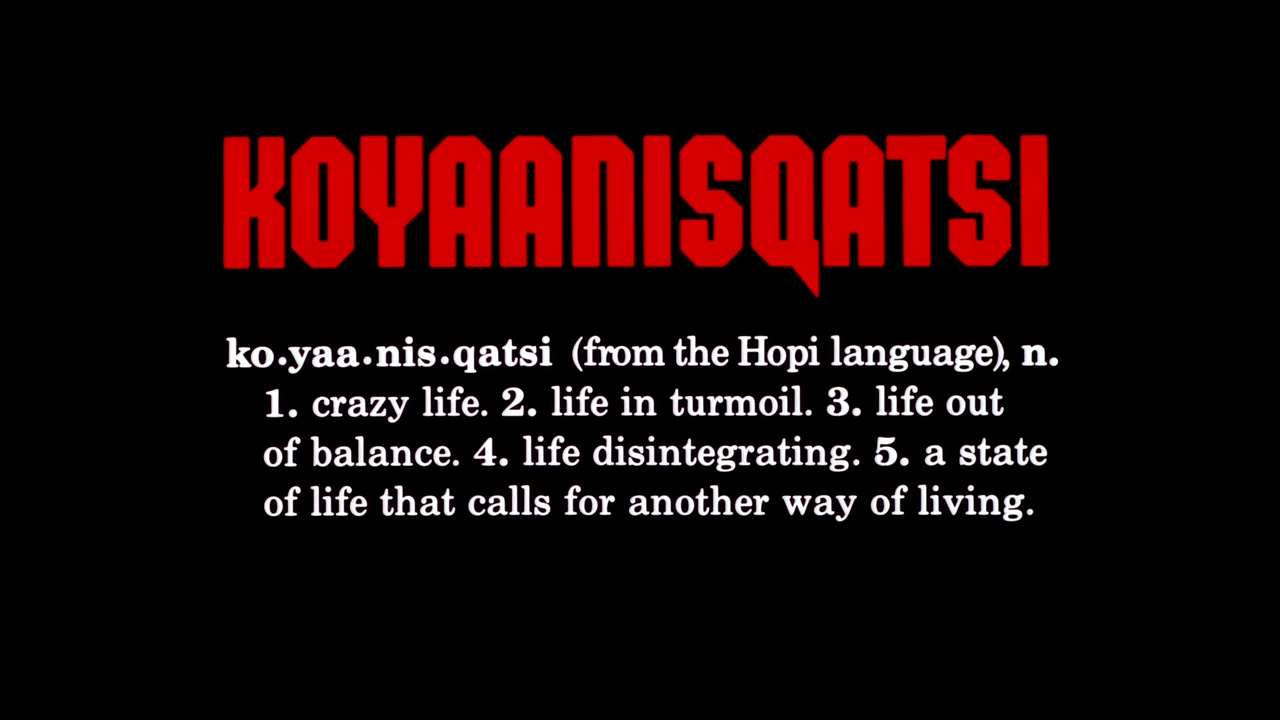 KOYAANISQATSI
ko.yaa.nis.qatsi (from the Hopi language), n.
1. crazy life. 2. life in turmoil. 3. life out
of balance. 4. life disintegrating. 5. a state
of life that calls for another way of living.